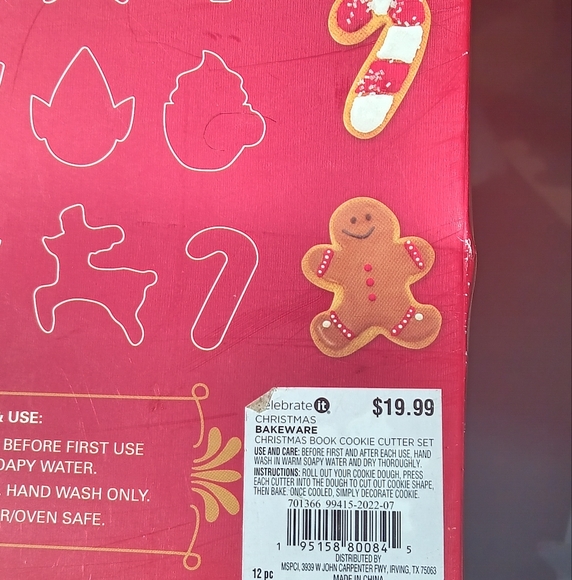 & USE:
BEFORE FIRST USE
OAPY WATER.
HAND WASH ONLY.
R/OVEN SAFE.
elebrate it
$19.99
CHRISTMAS
BAKEWARE
CHRISTMAS BOOK COOKIE CUTTER SET
USE AND CARE: BEFORE FIRST AND AFTER EACH USE, HAND
WASH IN WARM SOAPY WATER AND DRY THOROUGHLY.
INSTRUCTIONS: ROLL OUT YOUR COOKIE DOUGH, PRESS
EACH CUTTER INTO THE DOUGH TO CUT OUT COOKIE SHAPE,
THEN BAKE. ONCE COOLED, SIMPLY DECORATE COOKIE.
701366 99415-2022-07
1 95158 80084 5
DISTRIBUTED BY
MSPCI, 3939 W JOHN CARPENTER FWY, IRVING, TX 75063
12 pc
MADE IN CHINA